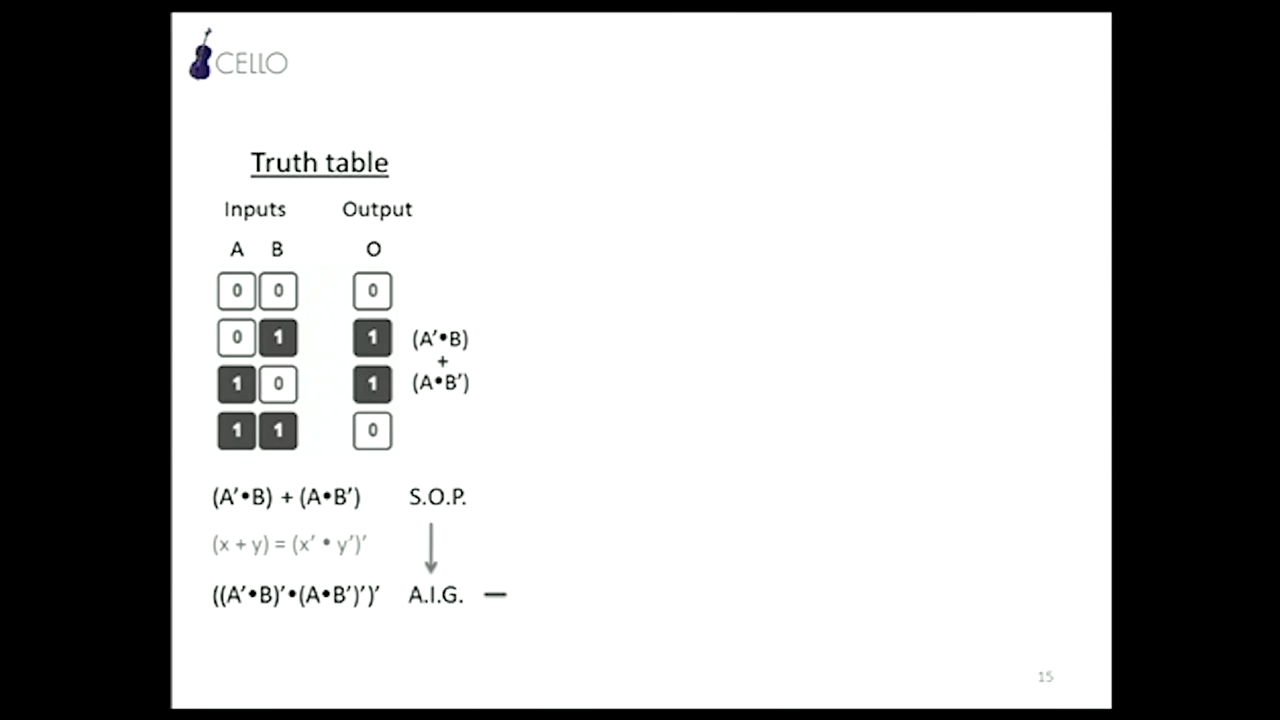 CELLO
Truth table
Inputs Output
A B O
0 0 0
0 1 1 (A’•B)
+
1 0 1 (A•B’)
1 1 0
(A’•B) + (A•B’) S.O.P.
(x + y) = (x’ • y’)’
((A’•B)’•(A•B’)’)’ A.I.G.
15